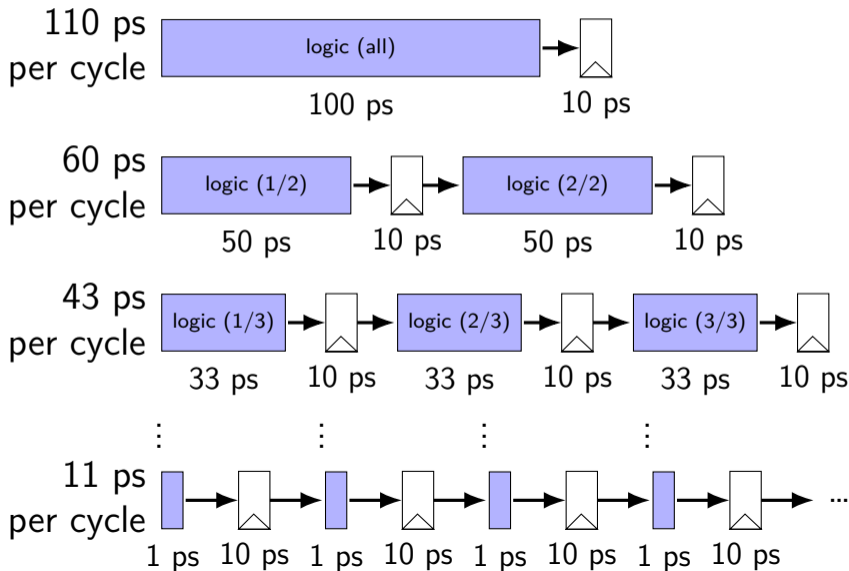 110 ps
per cycle
logic (all)
100 ps
10 ps
60 ps
per cycle
logic (1/2)
logic (2/2)
50 ps
10 ps
50 ps
10 ps
43 ps
per cycle
logic (1/3)
logic (2/3)
logic (3/3)
33 ps
10 ps
33 ps
10 ps
33 ps
10 ps
⋮ ⋮ ⋮ ⋮
11 ps
per cycle
...
1 ps
10 ps
1 ps
10 ps
1 ps
10 ps
1 ps
10 ps